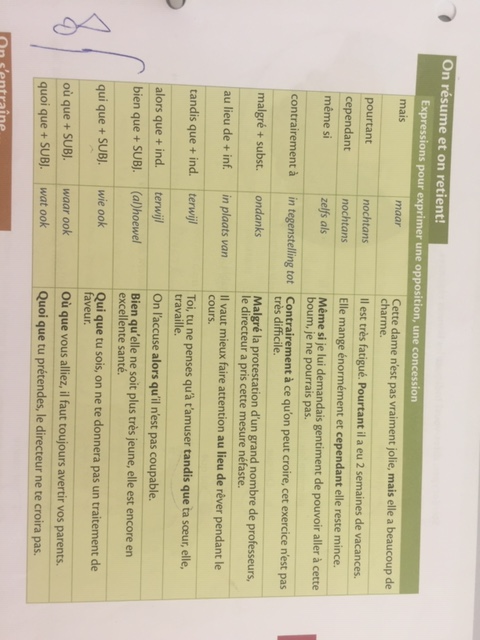 On résume et on retient!
Expressions pour exprimer une opposition, une concession
mais maar Cette dame n'est pas vraiment jolie, mais elle a beaucoup de
charme.
pourtant nochtans Il est très fatigué. Pourtant il a eu 2 semaines de vacances.
cependant nochtans Elle mange énormément et cependant elle reste mince.
même si zelfs als Même si je lui demandais gentiment de pouvoir aller à cette
boum, je ne pourrais pas.
contrairement à in tegenstelling tot Contrairement à ce qu'on peut croire, cet exercice n'est pas
très difficile.
malgré + subst. ondanks Malgré la protestation d'un grand nombre de professeurs,
le directeur a pris cette mesure néfaste.
au lieu de + inf. in plaats van Il vaut mieux faire attention au lieu de rêver pendant le
cours.
tandis que + ind. terwijl Toi, tu ne penses qu'à t'amuser tandis que ta sœur, elle,
travaille.
alors que + ind. terwijl On l'accuse alors qu'il n'est pas coupable.
bien que + SUBJ. (al)hoewel Bien qu'elle ne soit plus très jeune, elle est encore en
excellente santé.
qui que + SUBJ. wie ook Qui que tu sois, on ne te donnera pas un traitement de
faveur.
où que + SUBJ. waar ook Où que vous alliez, il faut toujours avertir vos parents.
quoi que + SUBJ. wat ook Quoi que tu prétendes, le directeur ne te croira pas.
On s'entraîne